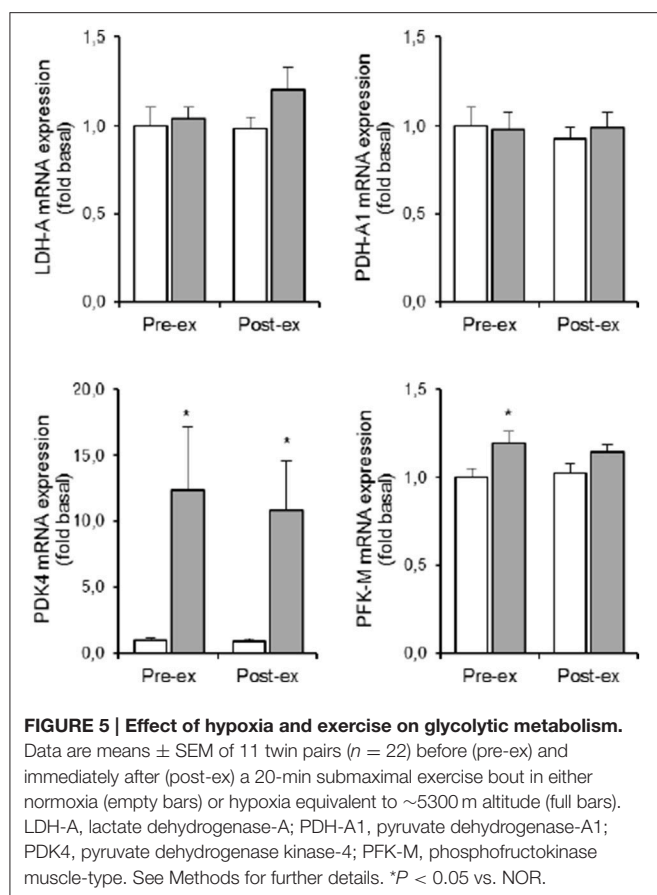 LDH-A mRNA expression
(fold basal)
1,5
1,0
0,5
0,0
Pre-ex Post-ex
PDH-A1 mRNA expression
(fold basal)
1,5
1,0
0,5
0,0
Pre-ex Post-ex
PDK4 mRNA expression
(fold basal)
20,0
15,0
10,0
5,0
0,0
* *
Pre-ex Post-ex
PFK-M mRNA expression
(fold basal)
1,5
1,0
0,5
0,0
*
Pre-ex Post-ex
FIGURE 5 | Effect of hypoxia and exercise on glycolytic metabolism.
Data are means ± SEM of 11 twin pairs (n = 22) before (pre-ex) and
immediately after (post-ex) a 20-min submaximal exercise bout in either
normoxia (empty bars) or hypoxia equivalent to ~5300 m altitude (full bars).
LDH-A, lactate dehydrogenase-A; PDH-A1, pyruvate dehydrogenase-A1;
PDK4, pyruvate dehydrogenase kinase-4; PFK-M, phosphofructokinase
muscle-type. See Methods for further details. *P < 0.05 vs. NOR.